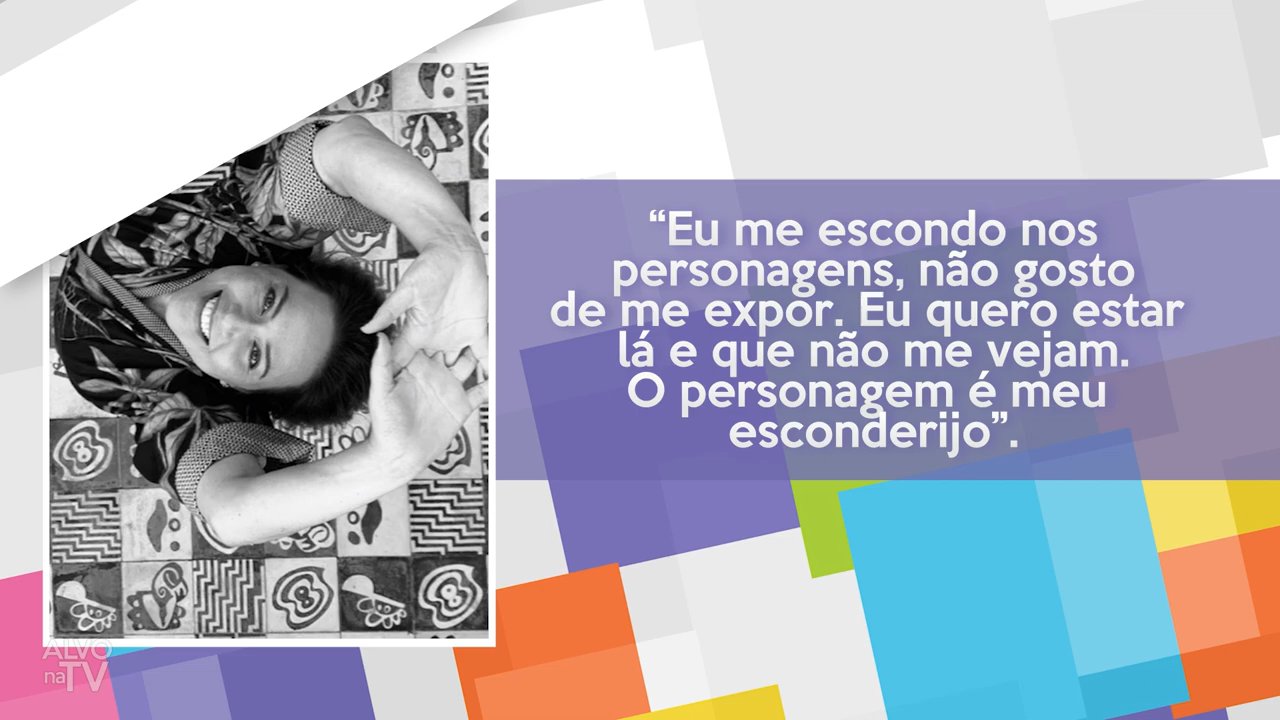 “Eu me escondo nos
personagens, não gosto
de me expor. Eu quero estar
lá e que não me vejam.
O personagem é meu
esconderijo”.
ALVO
na TV